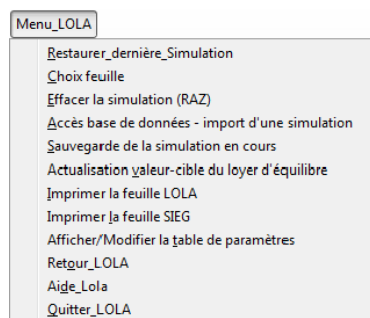 Menu_LOLA
Restaurer_dernière_Simulation
Choix feuille
Effacer la simulation (RAZ)
Accès base de données - import d'une simulation
Sauvegarde de la simulation en cours
Actualisation valeur-cible du loyer d'équilibre
Imprimer la feuille LOLA
Imprimer la feuille SIEG
Afficher/Modifier la table de paramètres
Retour_LOLA
Aide_Lola
Quitter_LOLA